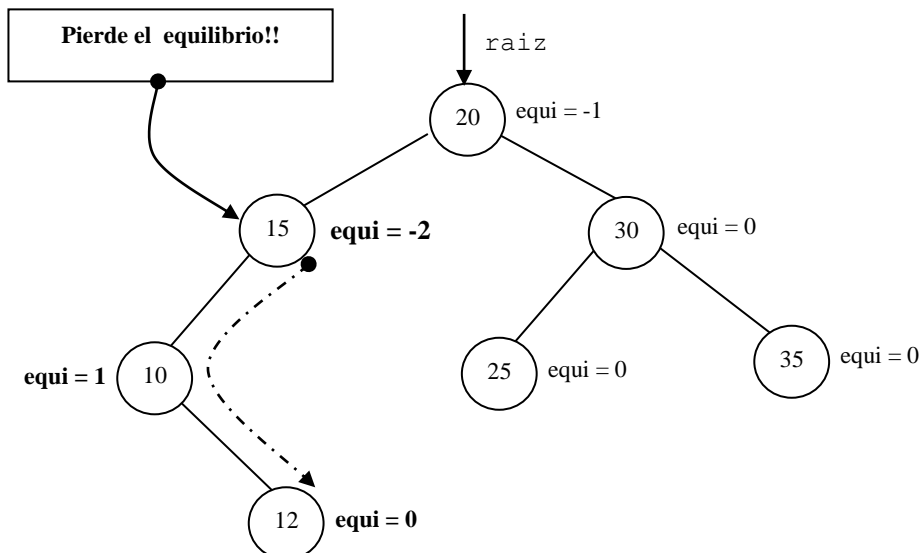 Pierde el equilibrio!!
raiz
20
equi = -1
15
equi = -2
30
equi = 0
equi = 1
10
25
equi = 0
35
equi = 0
12
equi = 0